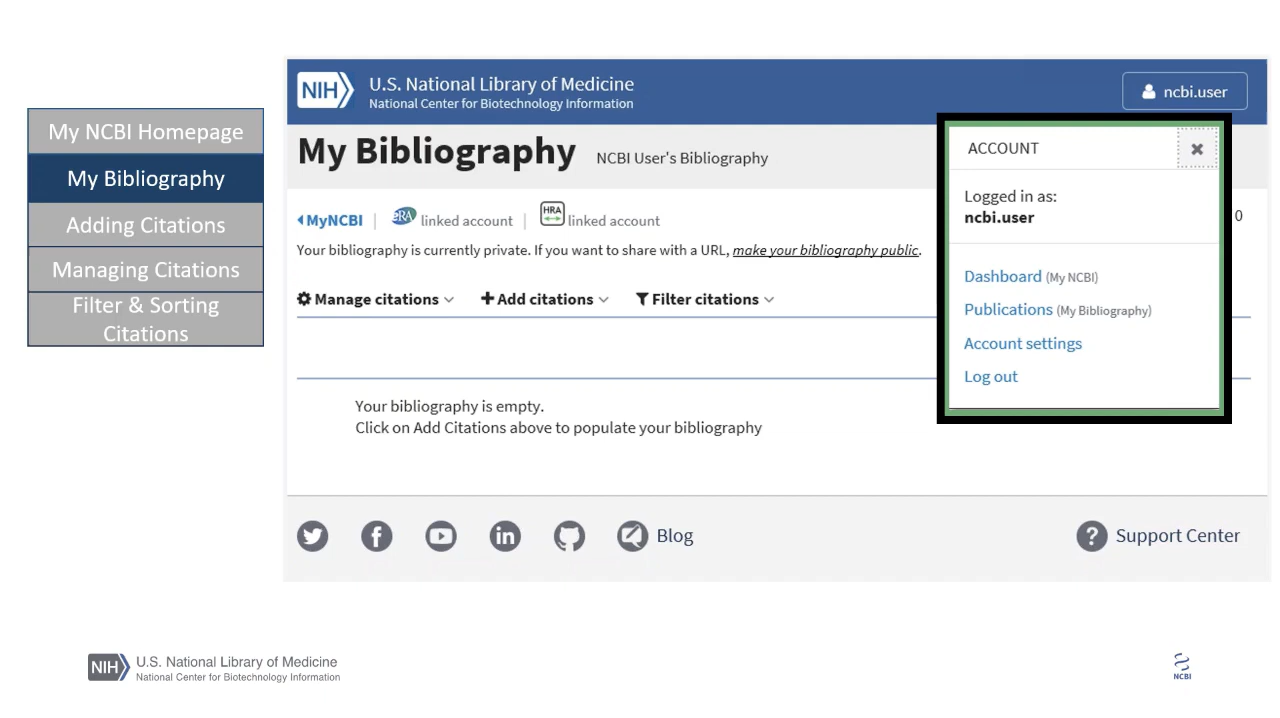 My NCBI Homepage
My Bibliography
Adding Citations
Managing Citations
Filter & Sorting
Citations
NIH
U.S. National Library of Medicine
National Center for Biotechnology Information
ncbi.user
My Bibliography NCBI User's Bibliography
MyNCBI | eRA linked account | HRA linked account
0
Your bibliography is currently private. If you want to share with a URL, make your bibliography public.
Manage citations Add citations Filter citations
ACCOUNT
Logged in as:
ncbi.user
Dashboard (My NCBI)
Publications (My Bibliography)
Account settings
Log out
Your bibliography is empty.
Click on Add Citations above to populate your bibliography
Blog
? Support Center
NIH U.S. National Library of Medicine
National Center for Biotechnology Information
NCBI